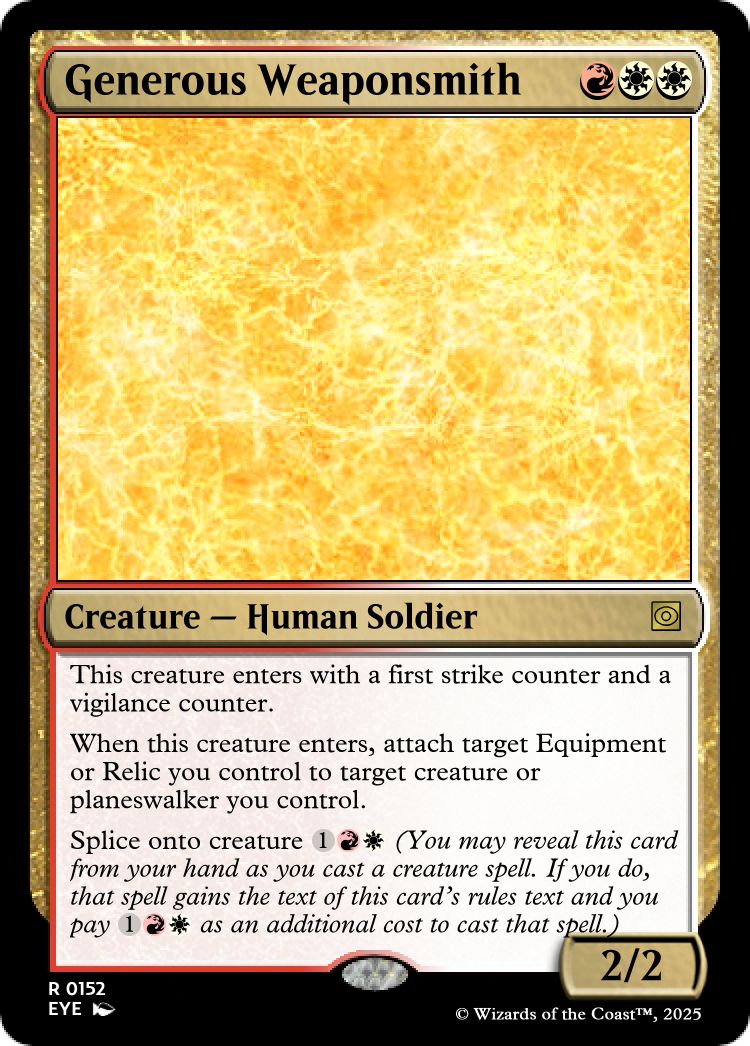 Generous Weaponsmith
Creature — Human Soldier
This creature enters with a first strike counter and a
vigilance counter.
When this creature enters, attach target Equipment
or Relic you control to target creature or
planeswalker you control.
Splice onto creature 1 (You may reveal this card
from your hand as you cast a creature spell. If you do,
that spell gains the text of this card's rules text and you
pay 1 as an additional cost to cast that spell.)
2/2
R 0152
EYE
© Wizards of the Coast™, 2025